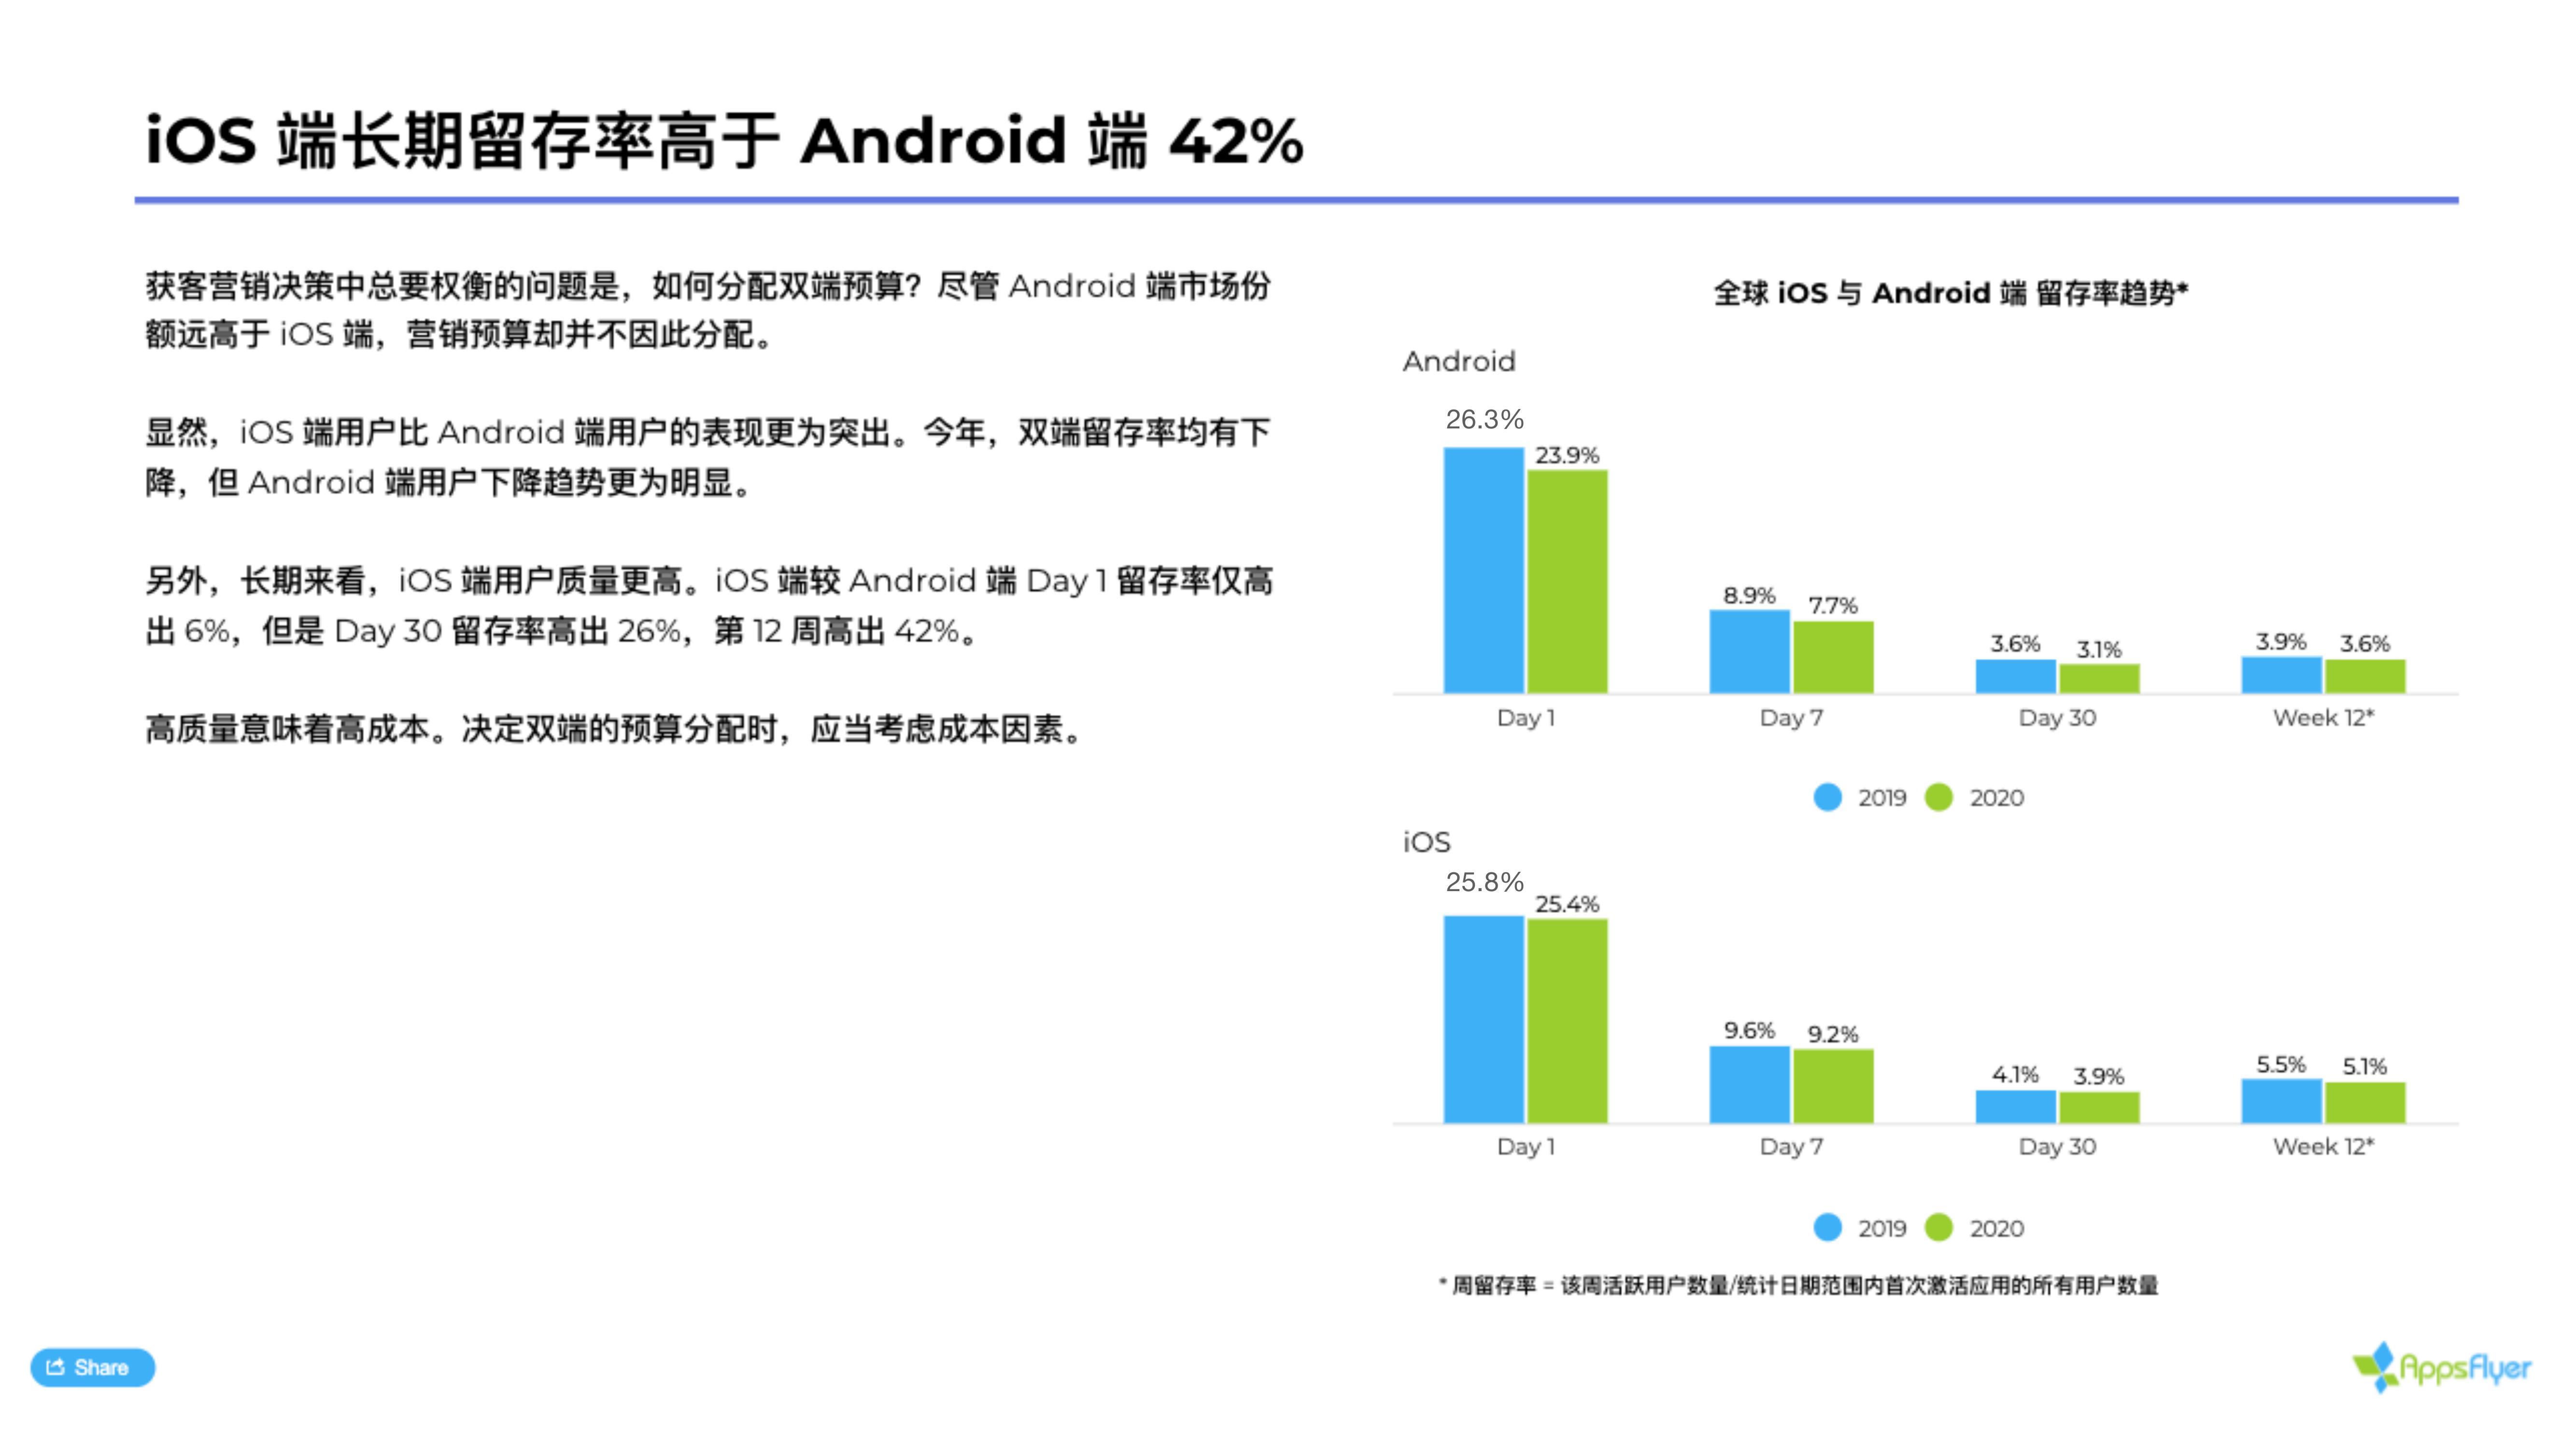 iOS 端长期留存率高于 Android 端 42%
获客营销决策中总要权衡的问题是，如何分配双端预算？尽管 Android 端市场份
额远高于 iOS 端，营销预算却并不因此分配。
显然，iOS 端用户比 Android 端用户的表现更为突出。今年，双端留存率均有下
降，但 Android 端用户下降趋势更为明显。
另外，长期来看，iOS 端用户质量更高。iOS 端较 Android 端 Day 1 留存率仅高
出 6%，但是 Day 30 留存率高出 26%，第 12 周高出 42%。
高质量意味着高成本。决定双端的预算分配时，应当考虑成本因素。
全球 iOS 与 Android 端 留存率趋势*
Android
26.3% 23.9% 8.9% 7.7% 3.6% 3.1% 3.9% 3.6%
Day 1 Day 7 Day 30 Week 12*
2019 2020
iOS
25.8% 25.4% 9.6% 9.2% 4.1% 3.9% 5.5% 5.1%
Day 1 Day 7 Day 30 Week 12*
2019 2020
* 周留存率 = 该周活跃用户数量/统计日期范围内首次激活应用的所有用户数量
Share
AppsFlyer